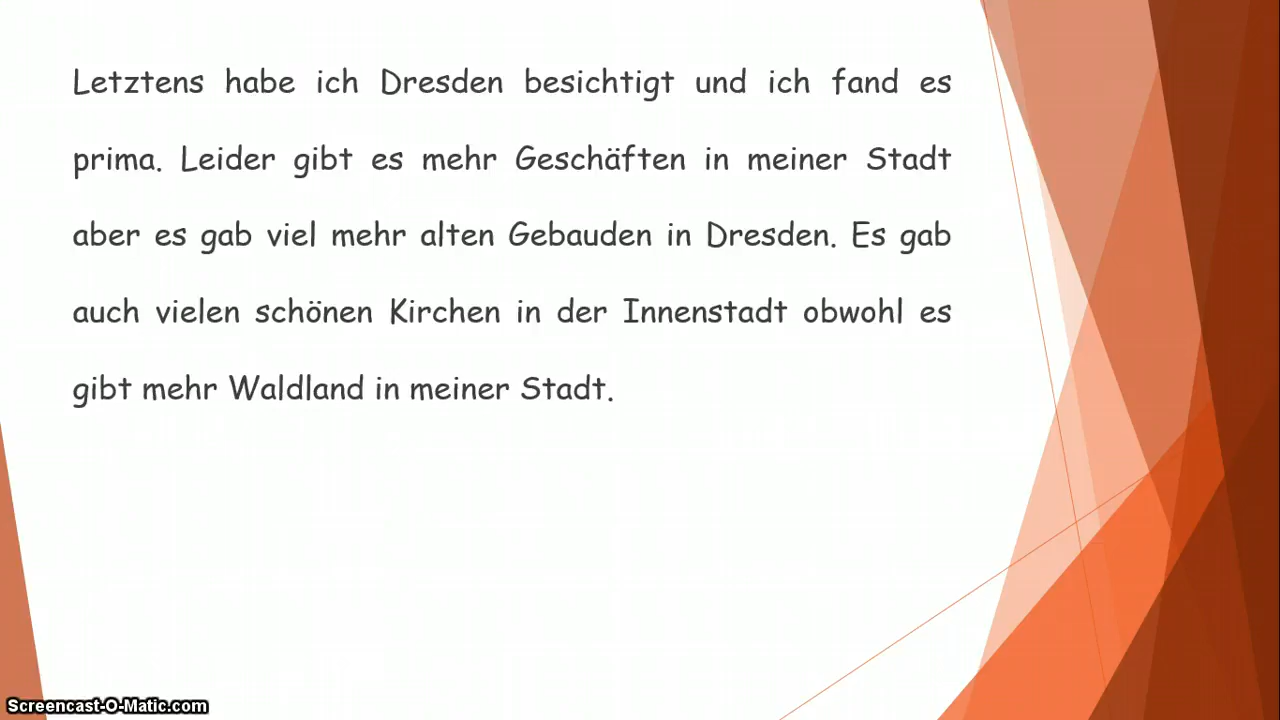 Letztens habe ich Dresden besichtigt und ich fand es
prima. Leider gibt es mehr Geschäften in meiner Stadt
aber es gab viel mehr alten Gebauden in Dresden. Es gab
auch vielen schönen Kirchen in der Innenstadt obwohl es
gibt mehr Waldland in meiner Stadt.
Screencast-O-Matic.com